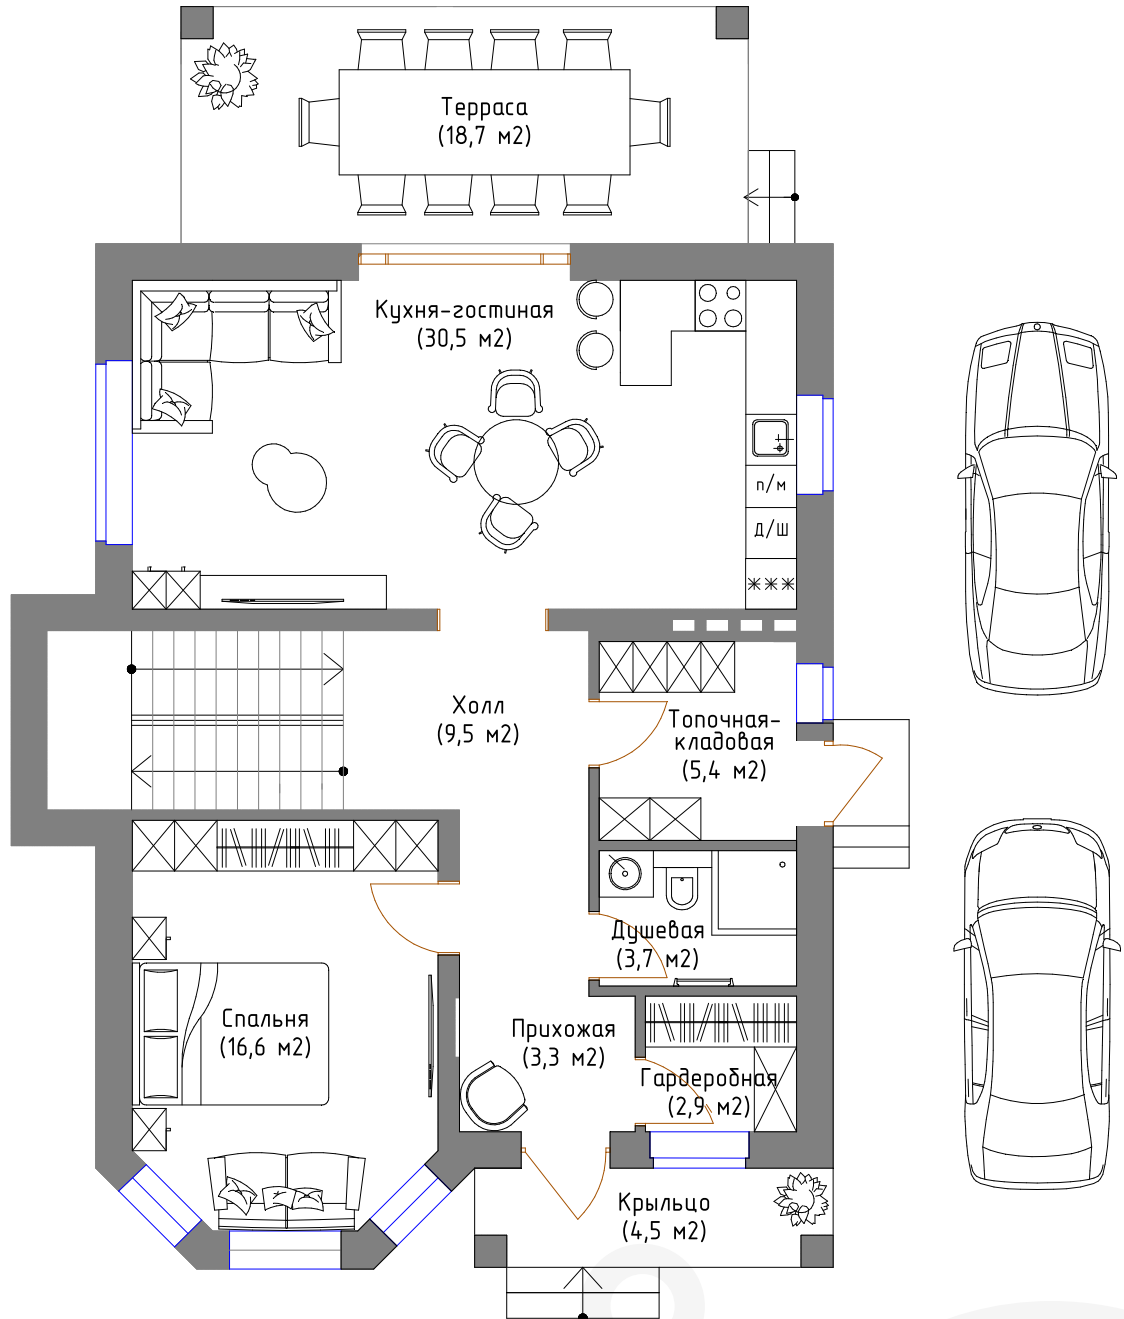 Терраса
(18,7 м2)
Кухня-гостиная
(30,5 м2)
п/м
Д/Ш
***
Холл
(9,5 м2)
Топочная-
кладовая
(5,4 м2)
Душевая
(3,7 м2)
Спальня
(16,6 м2)
Прихожая
(3,3 м2)
Гардеробная
(2,9 м2)
Крыльцо
(4,5 м2)